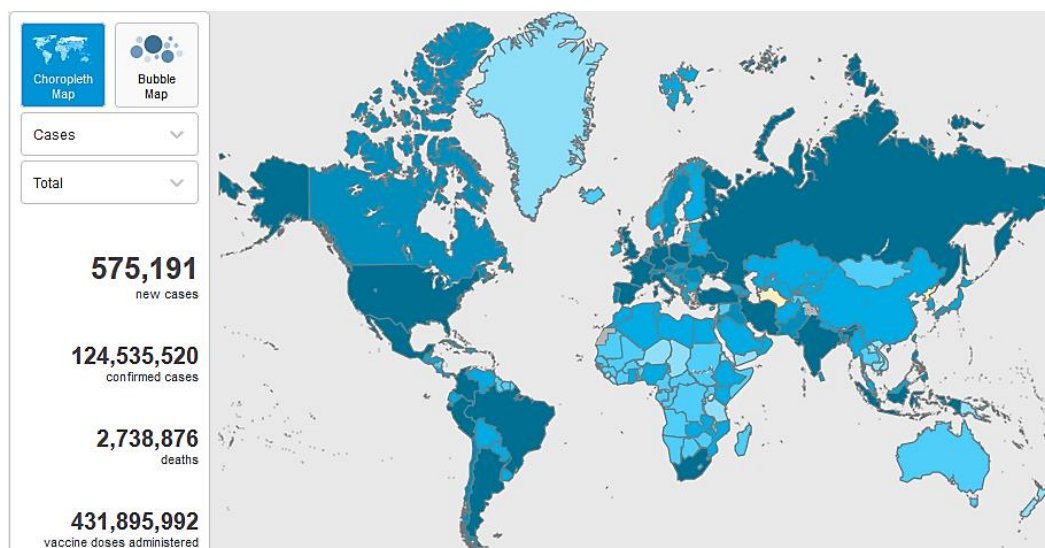 Choropleth
Map
Bubble
Map
Cases
Total
575,191
new cases
124,535,520
confirmed cases
2,738,876
deaths
431,895,992
vaccine doses administered